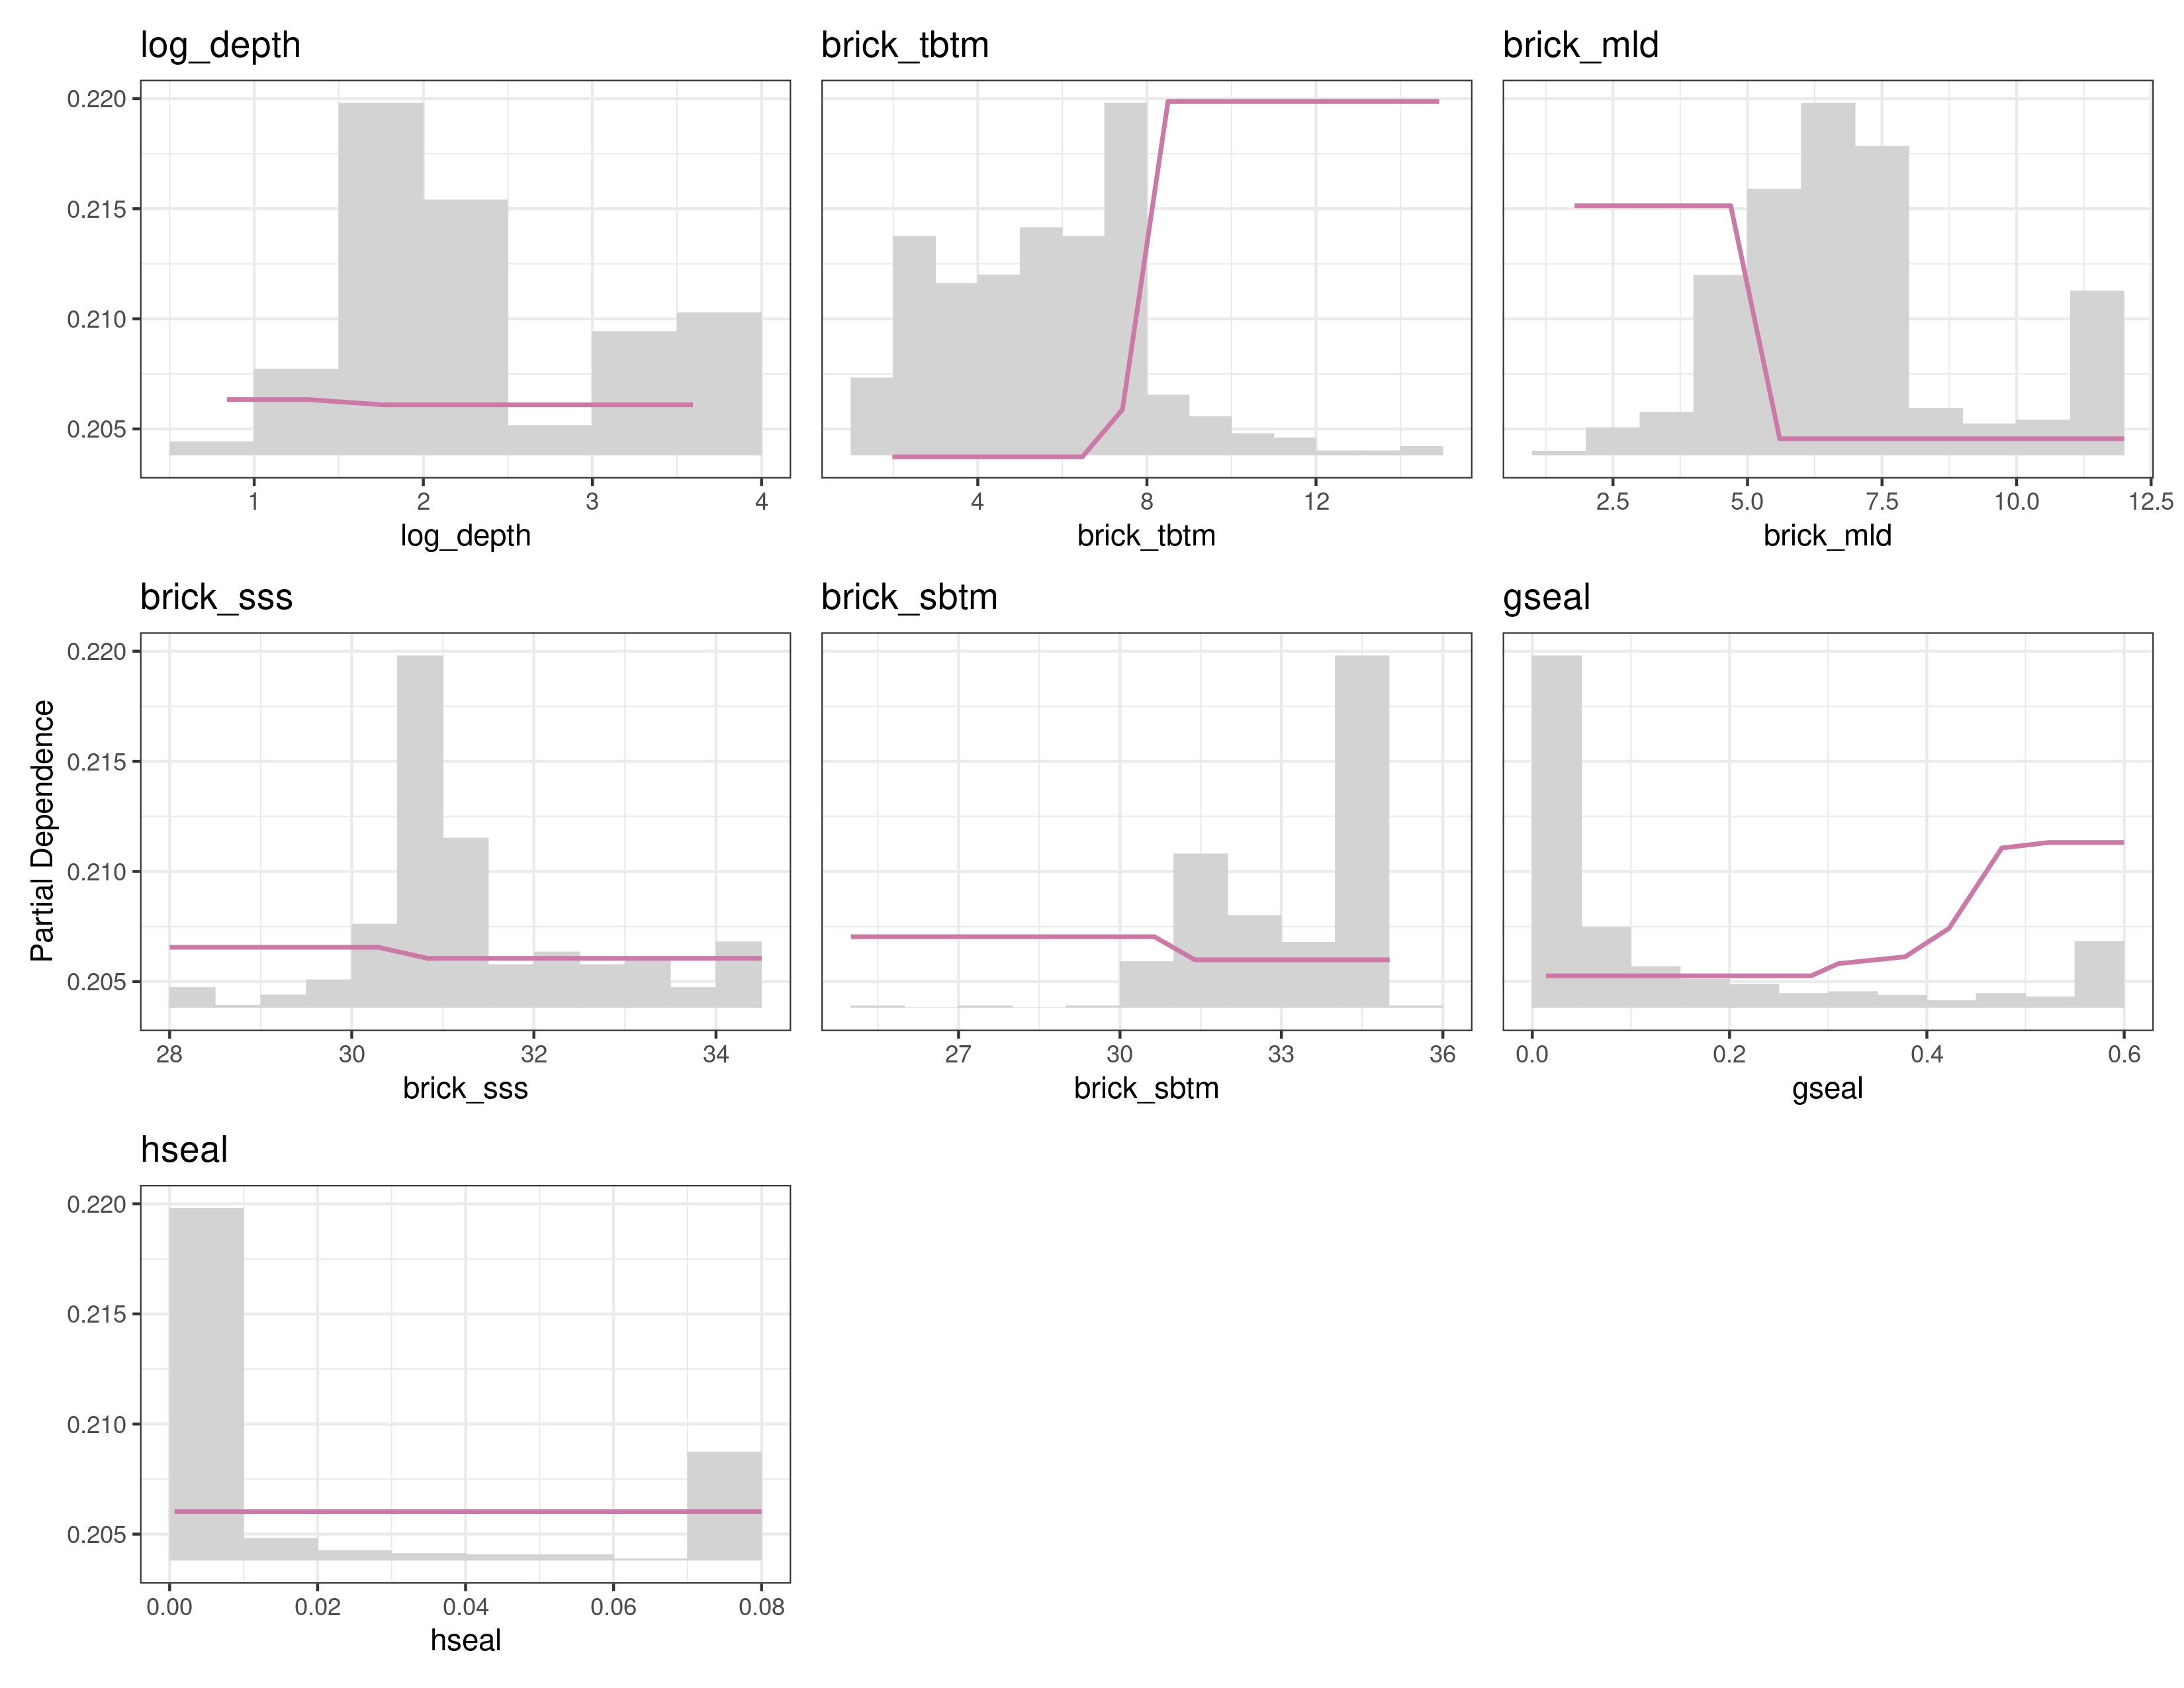 log_depth brick_tbtm brick_mld
0.220
0.215
0.210
0.205
1 2 3 4 4 8 12 2.5 5.0 7.5 10.0 12.5
log_depth brick_tbtm brick_mld
brick_sss brick_sbtm gseal
0.220
0.215
0.210
0.205
Partial Dependence
28 30 32 34 27 30 33 36 0.0 0.2 0.4 0.6
brick_sss brick_sbtm gseal
hseal
0.220
0.215
0.210
0.205
0.00 0.02 0.04 0.06 0.08
hseal